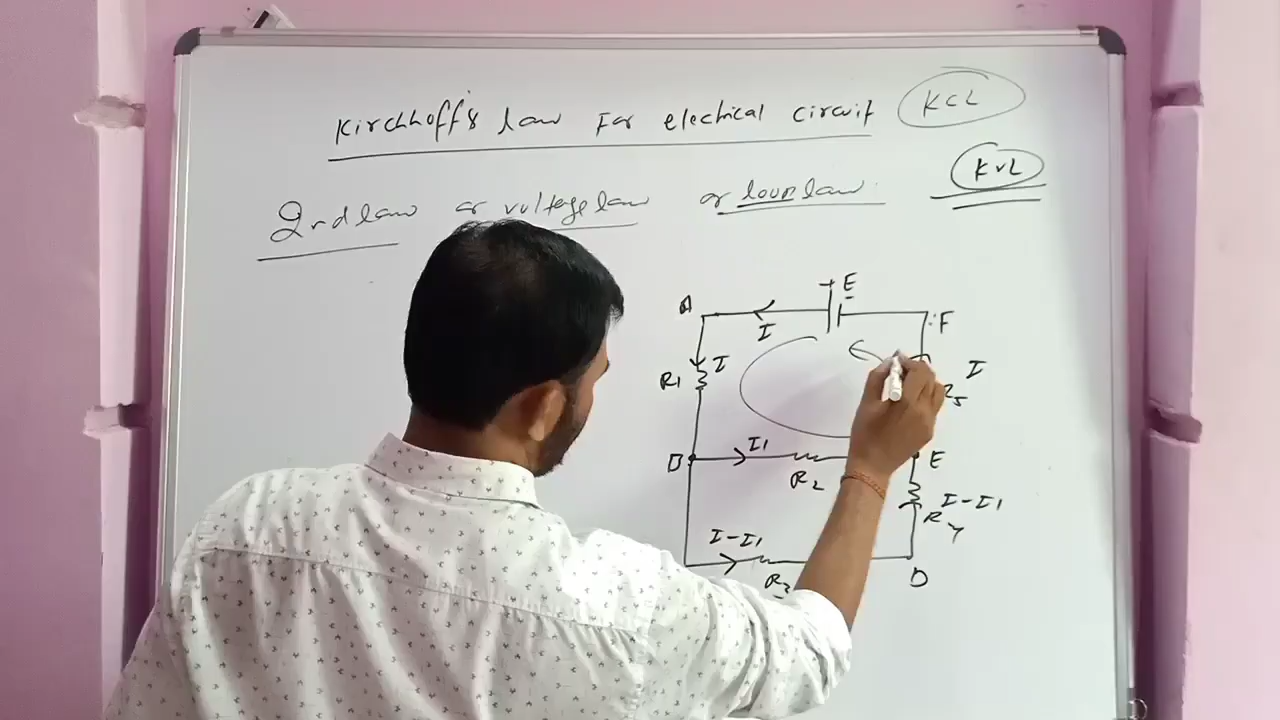 Kirchhoff's law For electrical circuit KCL
KVL
2nd law or voltage law or loop law
E
A
I
F
R1
I
I
R5
B
I1
R2
E
I-I1
R4
I-I1
R3
D